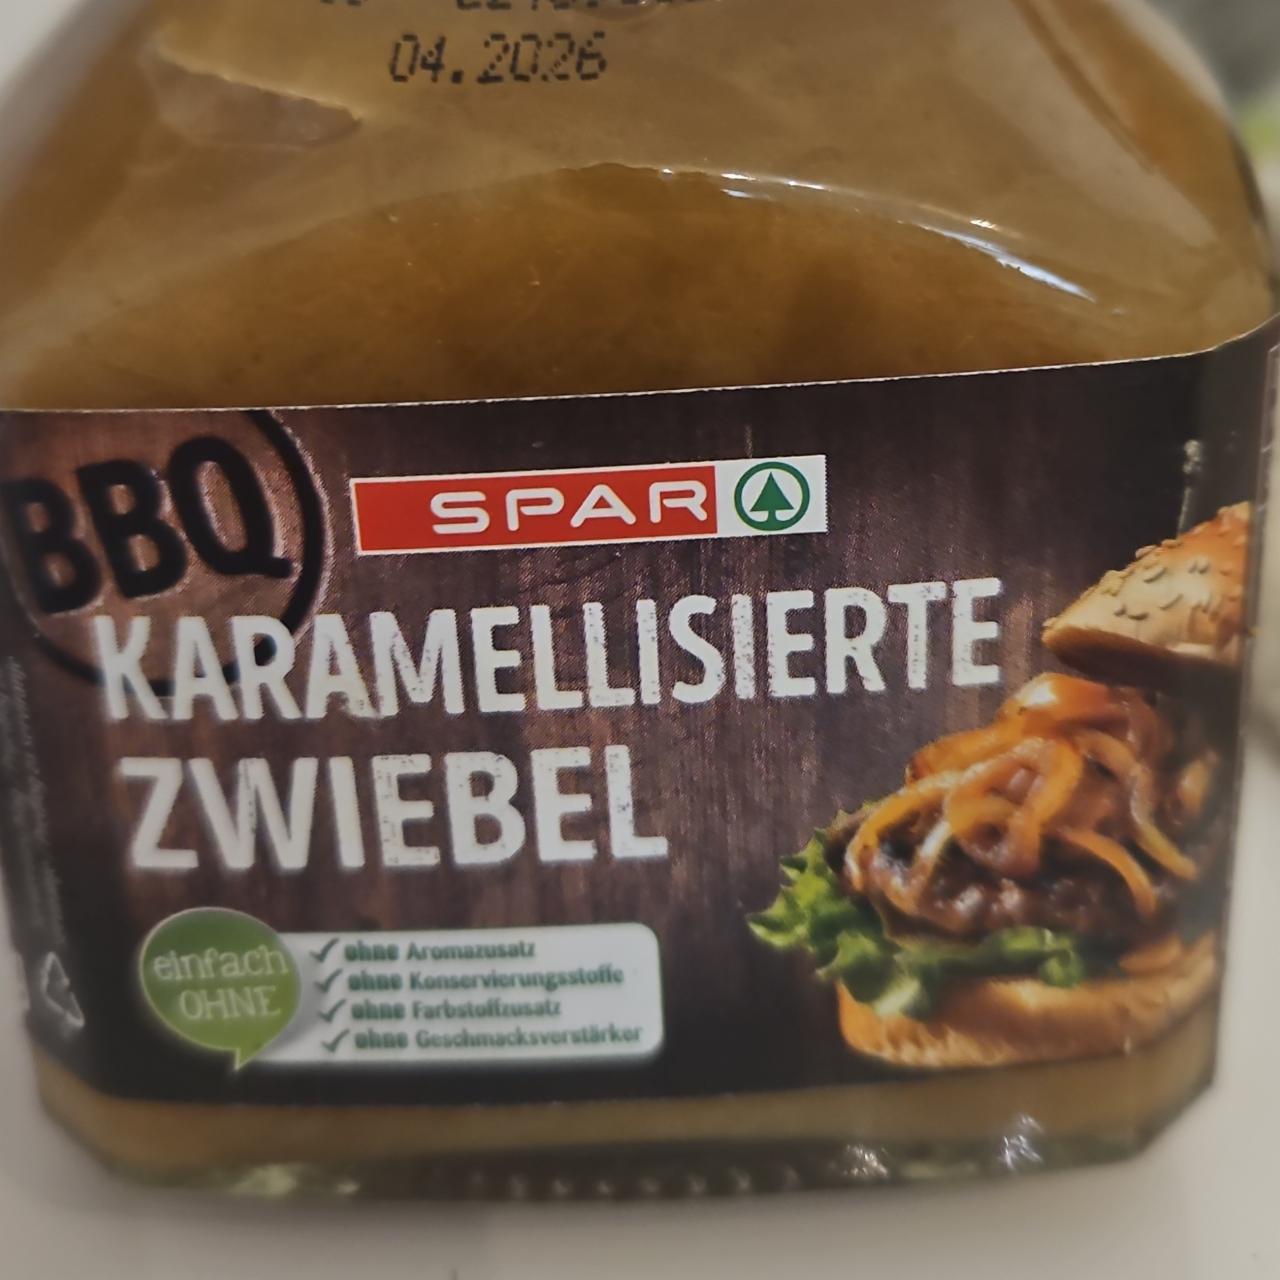 04.2026
BBQ
SPAR
KARAMELLISIERTE
ZWIEBEL
einfach
OHNE
ohne Aromazusatz
ohne Konservierungsstoffe
ohne Farbstoffzusatz
ohne Geschmacksverstärker